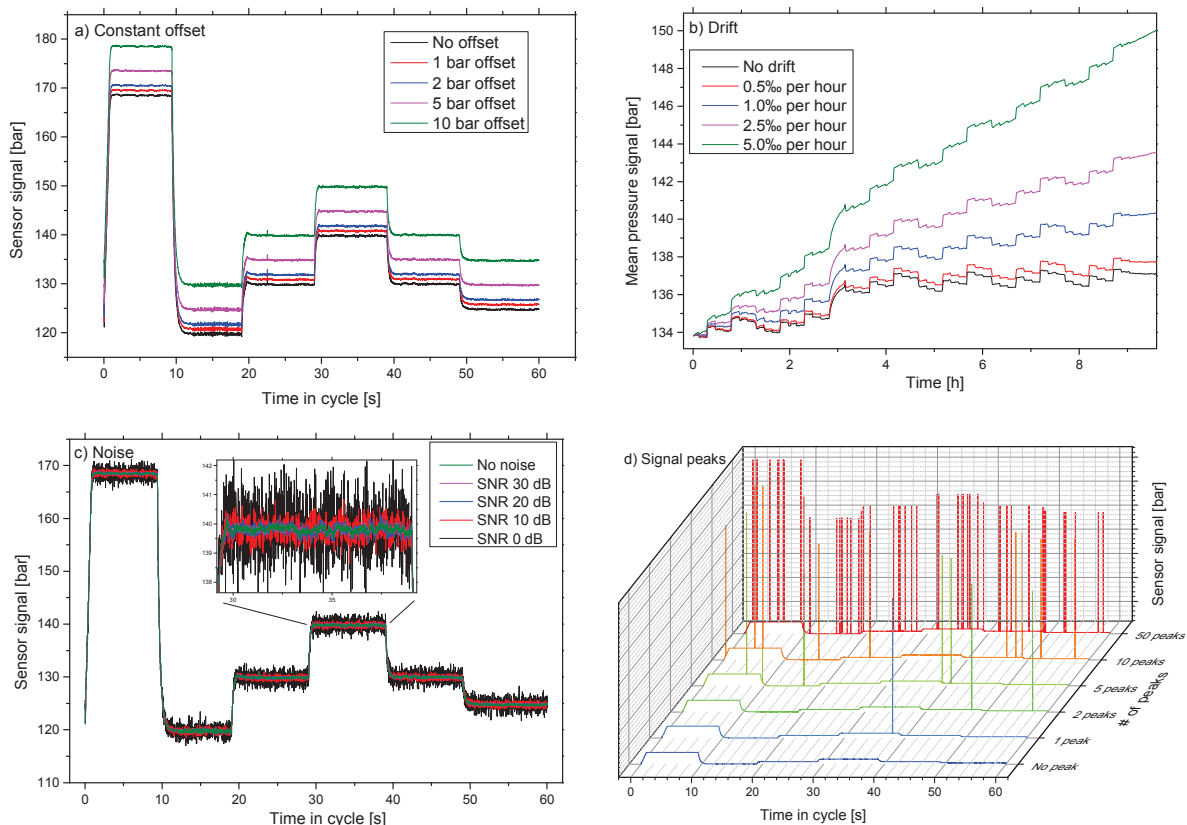 a) Constant offset
No offset
1 bar offset
2 bar offset
5 bar offset
10 bar offset
Sensor signal [bar]
180
170
160
150
140
130
120
0
10
20
30
40
50
60
Time in cycle [s]
b) Drift
No drift
0.5‰ per hour
1.0‰ per hour
2.5‰ per hour
5.0‰ per hour
Mean pressure signal [bar]
150
148
146
144
142
140
138
136
134
0
2
4
6
8
Time [h]
c) Noise
No noise
SNR 30 dB
SNR 20 dB
SNR 10 dB
SNR 0 dB
142
141
140
139
138
30
35
Sensor signal [bar]
170
160
150
140
130
120
110
0
10
20
30
40
50
60
Time in cycle [s]
d) Signal peaks
Sensor signal [bar]
50 peaks
10 peaks
5 peaks
2 peaks
1 peak
No peak
# of peaks
0
10
20
30
40
50
60
Time in cycle [s]